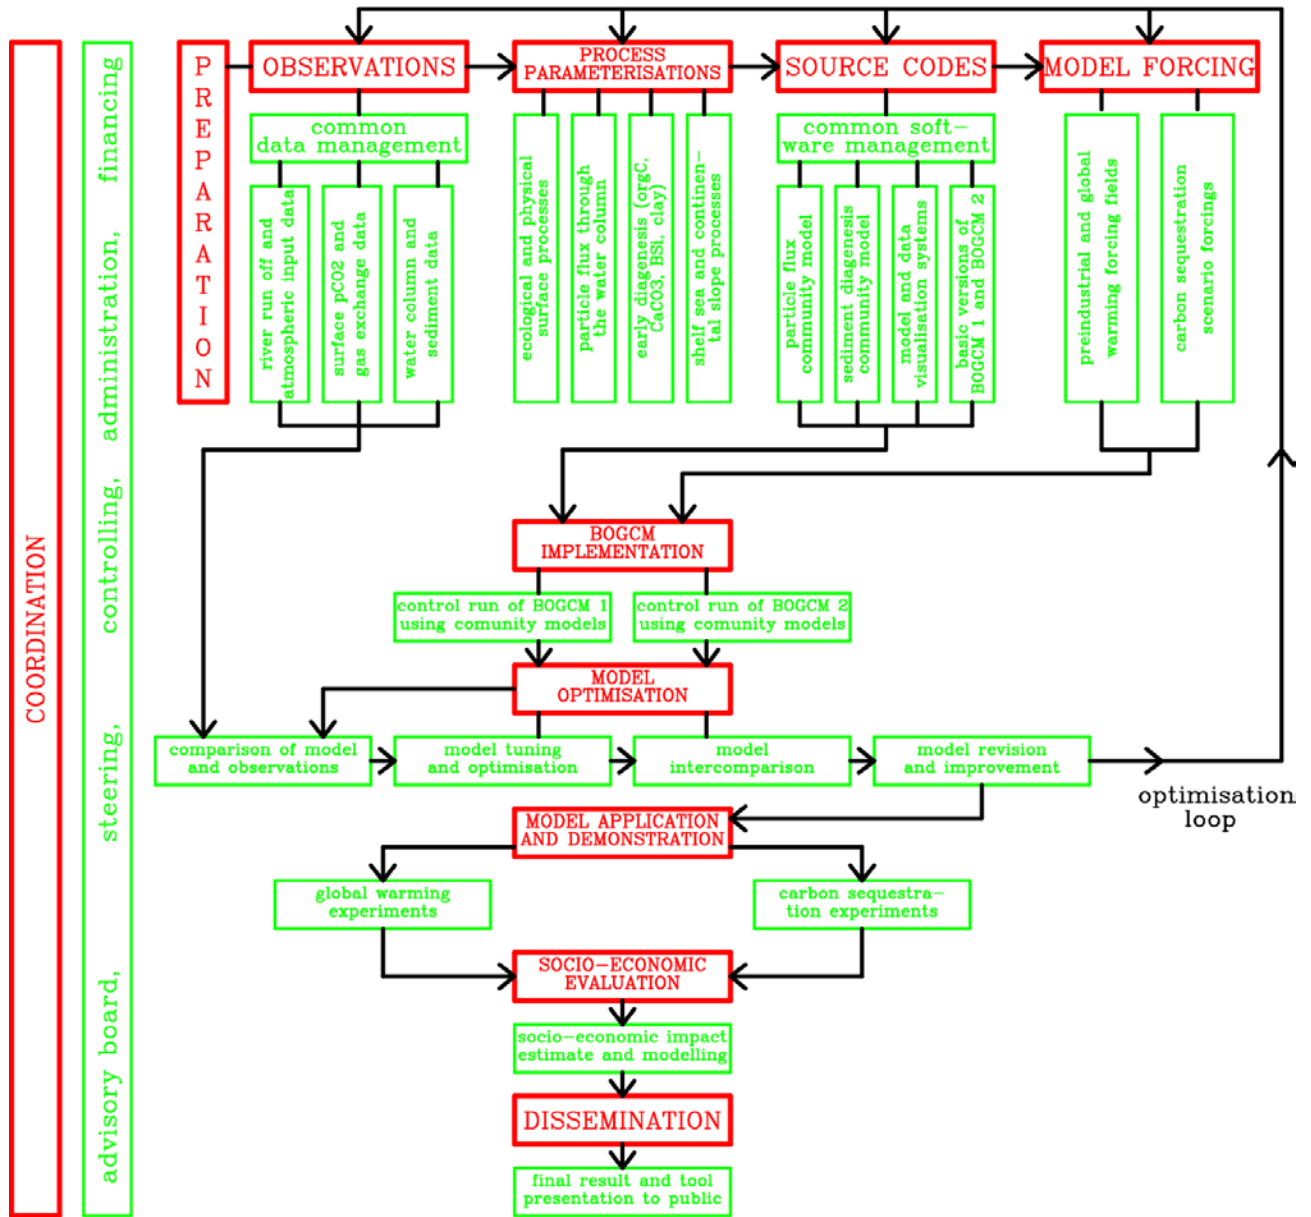 COORDINATION
advisory board, steering, controlling, administration, financing
PREPARATION
OBSERVATIONS
PROCESS
PARAMETERISATIONS
SOURCE CODES
MODEL FORCING
common
data management
common soft-
ware management
river run off and
atmospheric input data
surface pCO2 and
gas exchange data
water column and
sediment data
ecological and physical
surface processes
particle flux through
the water column
early diagenesis (orgC,
CaCO3, BSi, clay)
shelf sea and continen-
tal slope processes
particle flux
community model
sediment diagenesis
community model
model and data
visualisation systems
basic versions of
BOGCM 1 and BOGCM 2
preindustrial and global
warming forcing fields
carbon sequestration
scenario forcings
BOGCM
IMPLEMENTATION
control run of BOGCM 1
using comunity models
control run of BOGCM 2
using comunity models
MODEL
OPTIMISATION
comparison of model
and observations
model tuning
and optimisation
model
intercomparison
model revision
and improvement
optimisation
loop
MODEL APPLICATION
AND DEMONSTRATION
global warming
experiments
carbon sequestra-
tion experiments
SOCIO-ECONOMIC
EVALUATION
socio-economic impact
estimate and modelling
DISSEMINATION
final result and tool
presentation to public